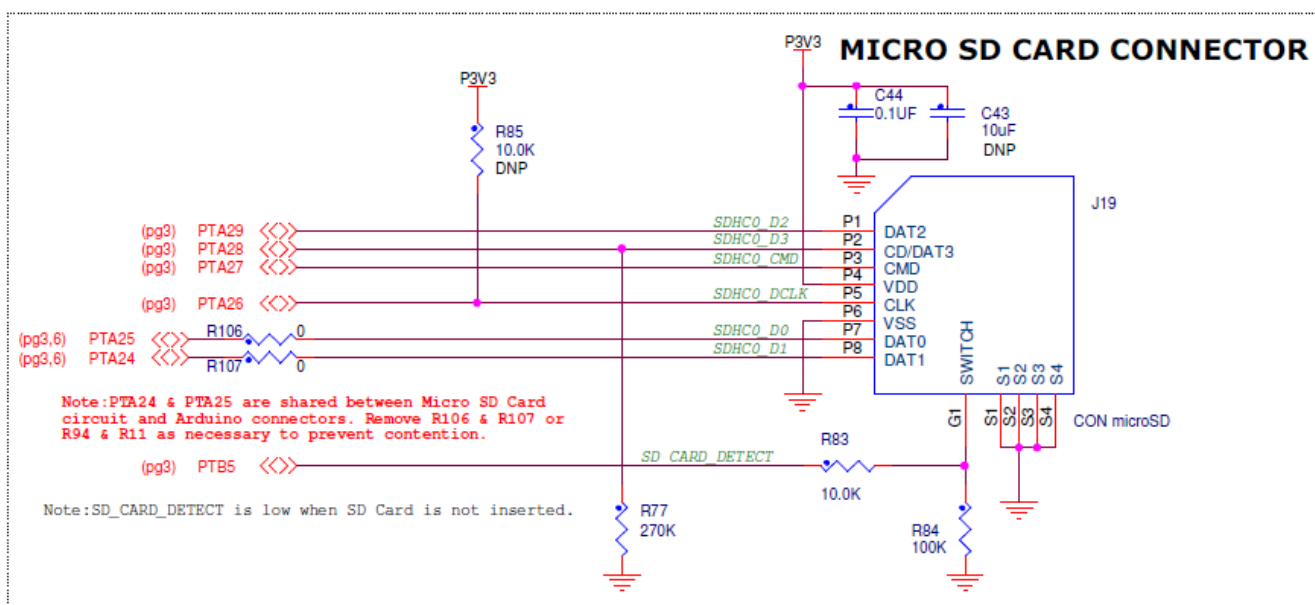 P3V3
MICRO SD CARD CONNECTOR
P3V3
C44
0.1UF
C43
10uF
DNP
R85
10.0K
DNP
J19
(pg3) PTA29
SDHC0_D2
P1
DAT2
(pg3) PTA28
SDHC0_D3
P2
CD/DAT3
(pg3) PTA27
SDHC0_CMD
P3
CMD
P4
VDD
(pg3) PTA26
SDHC0_DCLK
P5
CLK
P6
VSS
(pg3,6) PTA25
R106
0
SDHC0_D0
P7
DAT0
(pg3,6) PTA24
R107
0
SDHC0_D1
P8
DAT1
SWITCH
S1
S2
S3
S4
G1
S1
S2
S3
S4
CON microSD
Note:PTA24 & PTA25 are shared between Micro SD Card
circuit and Arduino connectors. Remove R106 & R107 or
R94 & R11 as necessary to prevent contention.
(pg3) PTB5
SD_CARD_DETECT
R83
10.0K
Note:SD_CARD_DETECT is low when SD Card is not inserted.
R77
270K
R84
100K